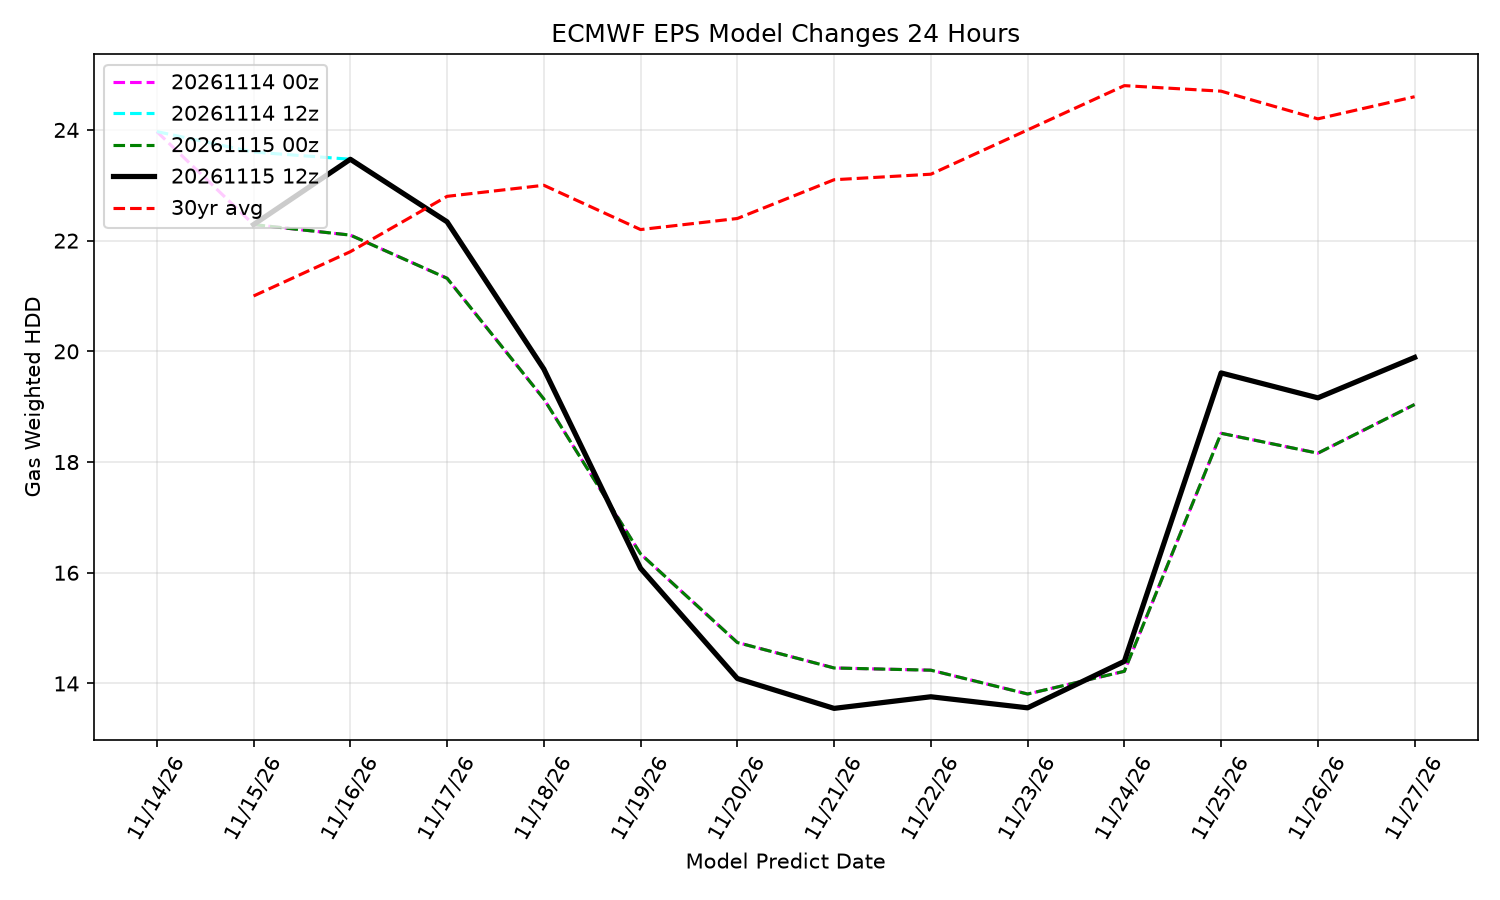 ECMWF EPS Model Changes 24 Hours
20261114 00z
20261114 12z
20261115 00z
20261115 12z
30yr avg
Gas Weighted HDD
24
22
20
18
16
14
11/14/26
11/15/26
11/16/26
11/17/26
11/18/26
11/19/26
11/20/26
11/21/26
11/22/26
11/23/26
11/24/26
11/25/26
11/26/26
11/27/26
Model Predict Date